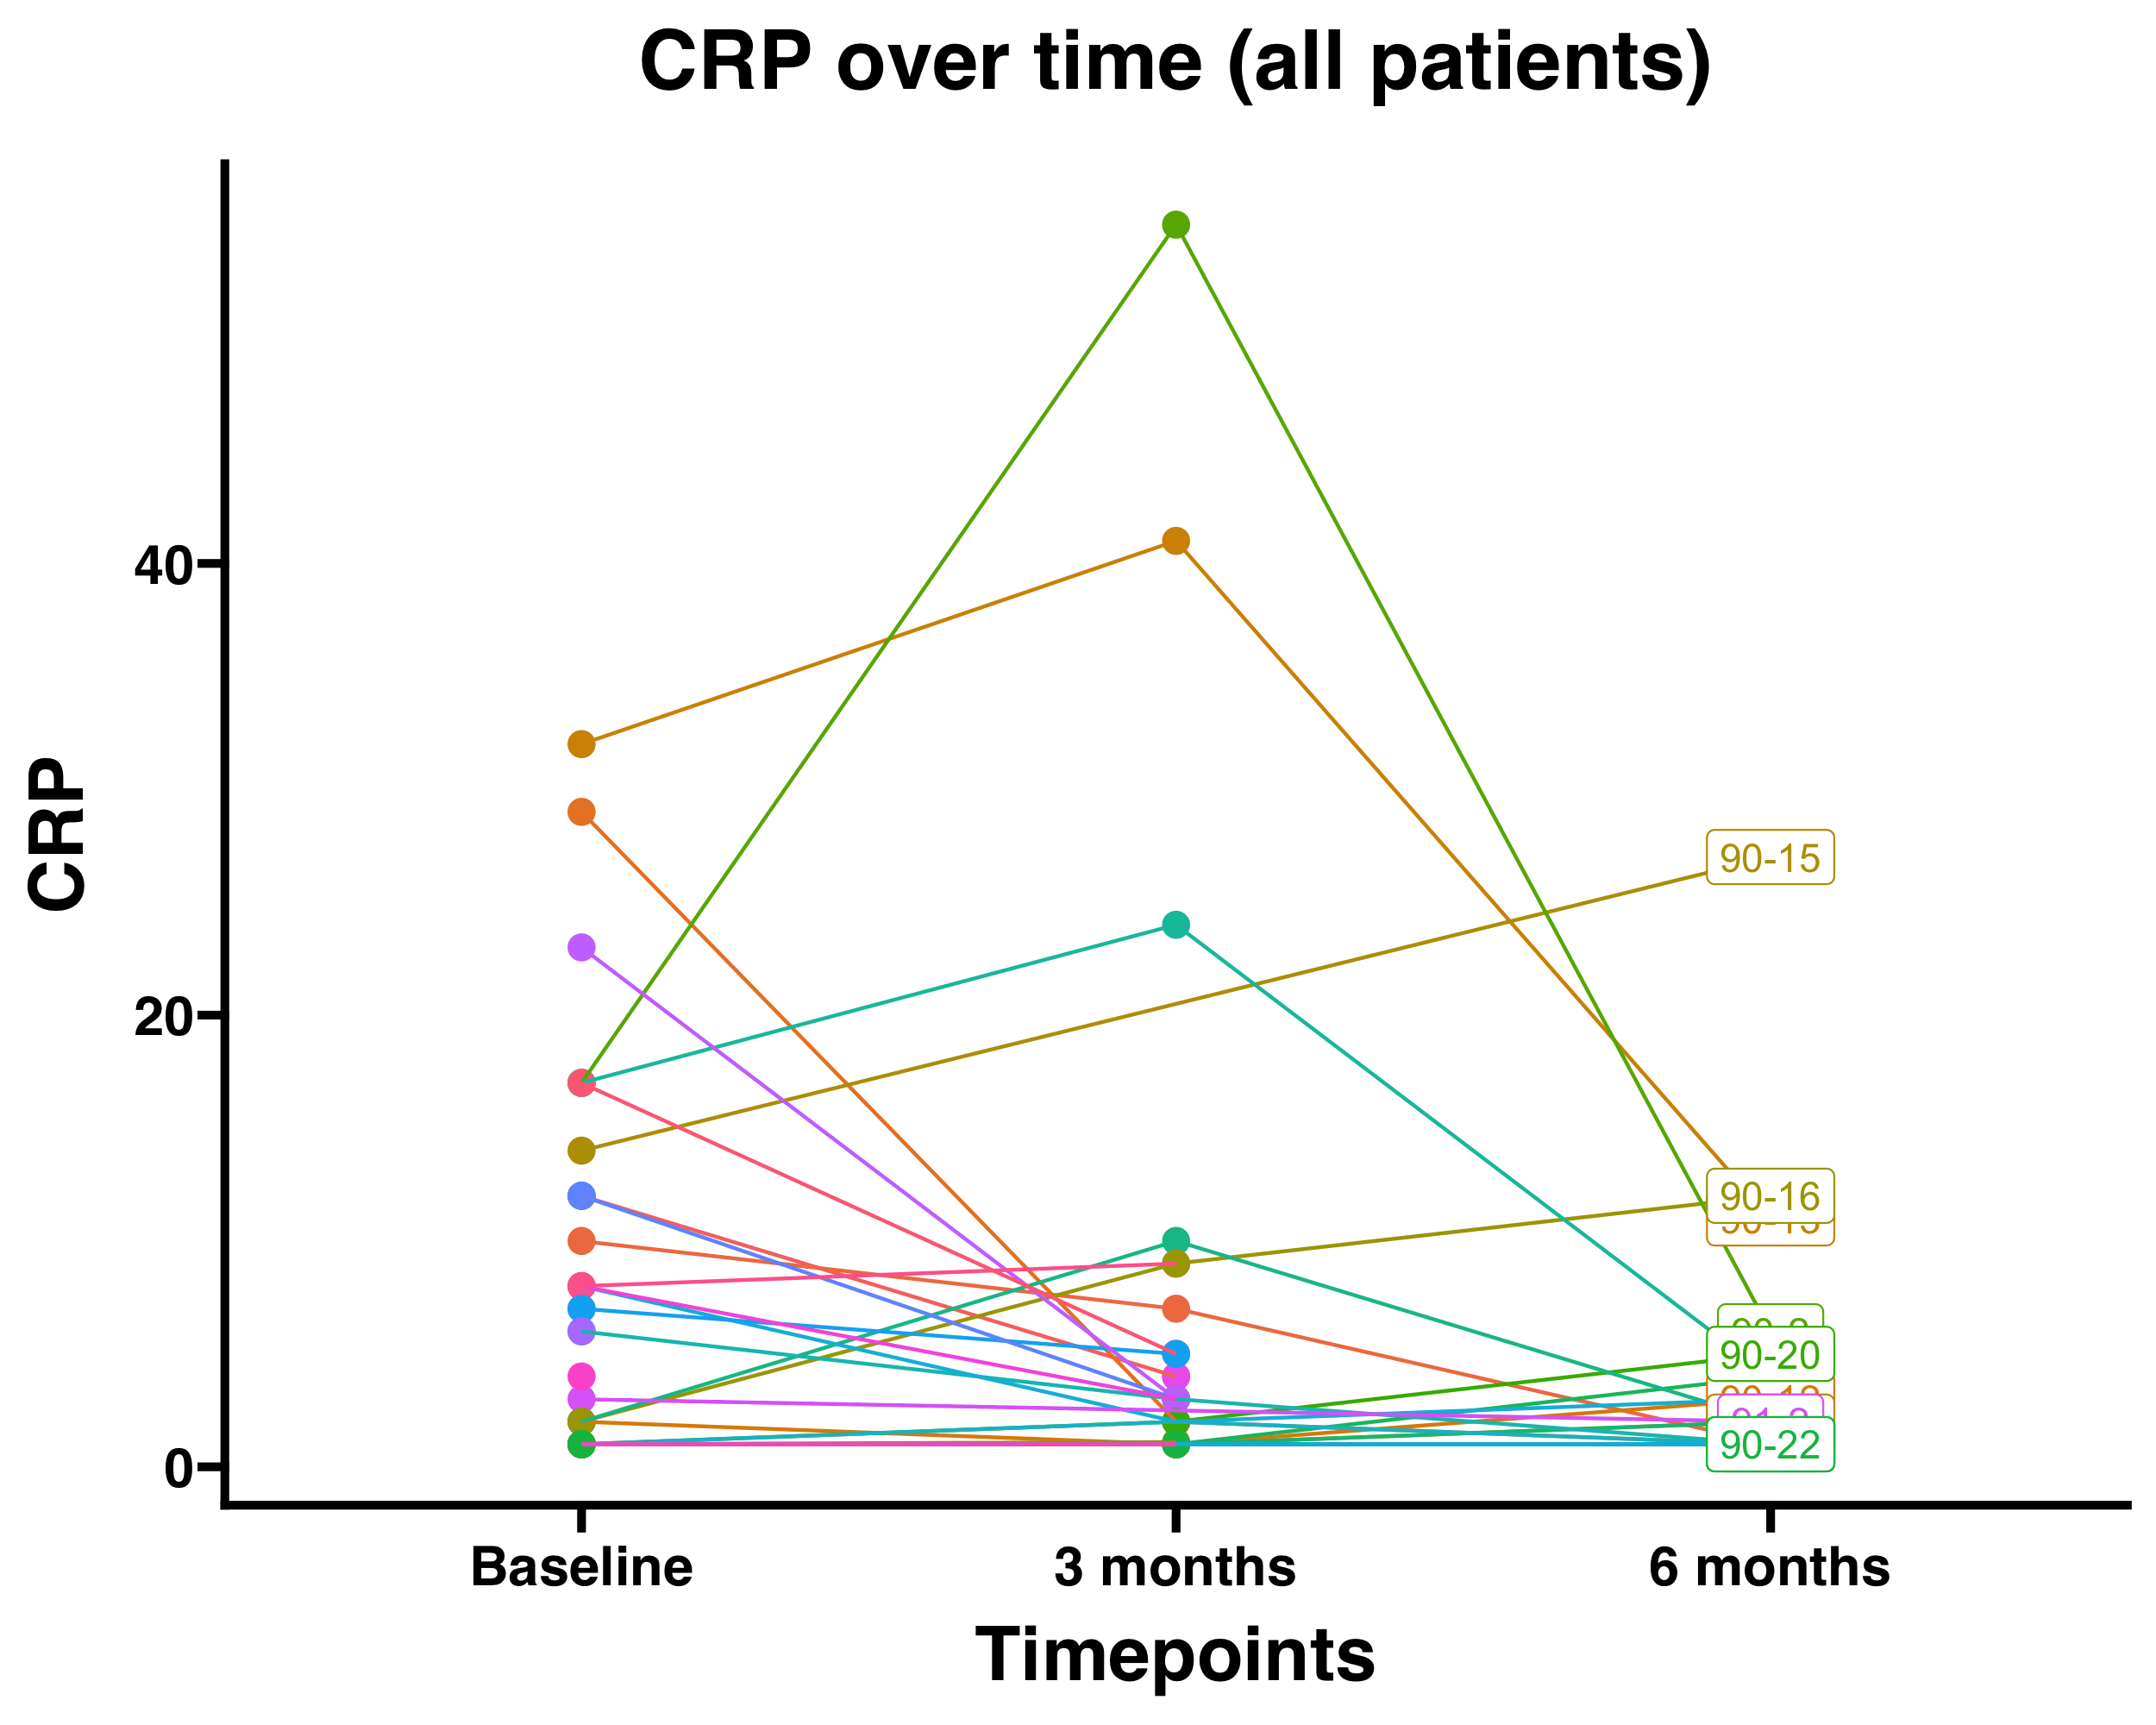 CRP over time (all patients)
CRP
40
20
0
90-15
90-16
90-20
90-22
Baseline
3 months
6 months
Timepoints